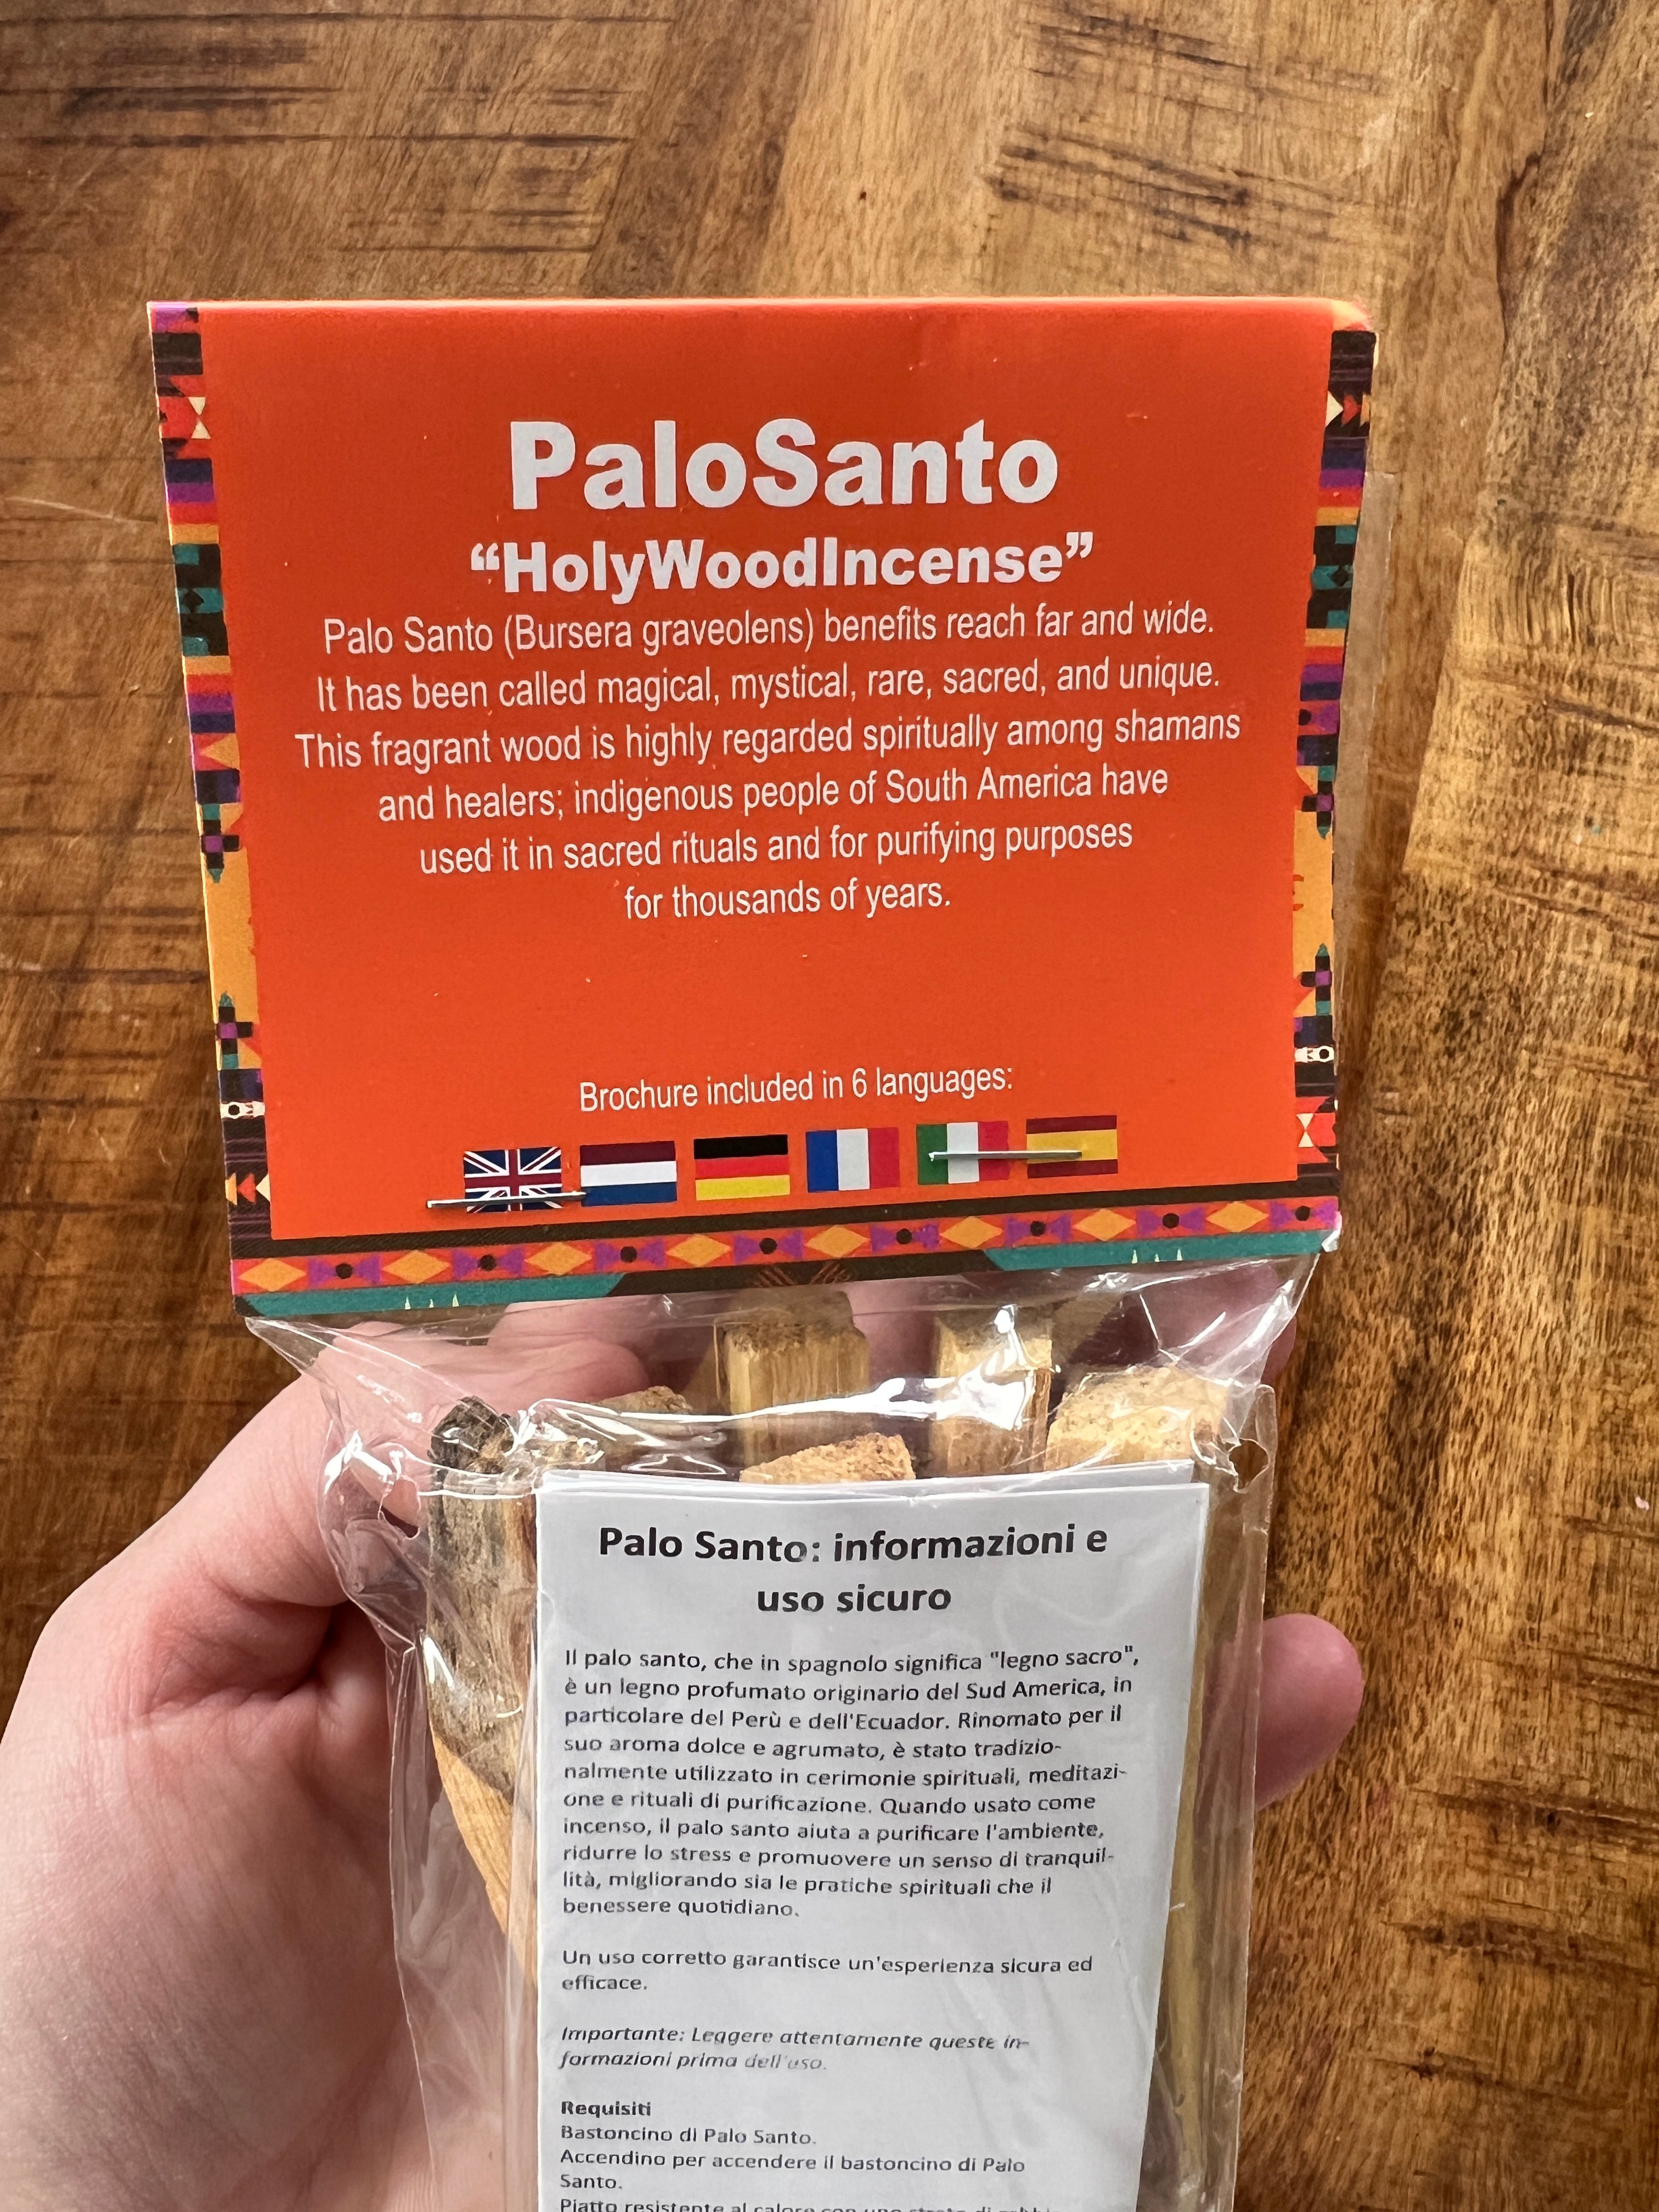 PaloSanto
“HolyWoodIncense”
Palo Santo (Bursera graveolens) benefits reach far and wide.
It has been called magical, mystical, rare, sacred, and unique.
This fragrant wood is highly regarded spiritually among shamans
and healers; indigenous people of South America have
used it in sacred rituals and for purifying purposes
for thousands of years.
Brochure included in 6 languages:
Palo Santo: informazioni e
uso sicuro
Il palo santo, che in spagnolo significa "legno sacro",
è un legno profumato originario del Sud America, in
particolare del Perù e dell'Ecuador. Rinomato per il
suo aroma dolce e agrumato, è stato tradizio-
nalmente utilizzato in cerimonie spirituali, meditazi-
one e rituali di purificazione. Quando usato come
incenso, il palo santo aiuta a purificare l'ambiente,
ridurre lo stress e promuovere un senso di tranquil-
lità, migliorando sia le pratiche spirituali che il
benessere quotidiano.
Un uso corretto garantisce un'esperienza sicura ed
efficace.
Importante: Leggere attentamente queste in-
formazioni prima dell'uso.
Requisiti
Bastoncino di Palo Santo.
Accendino per accendere il bastoncino di Palo
Santo.
Piatto resistente al calore con uno strato di